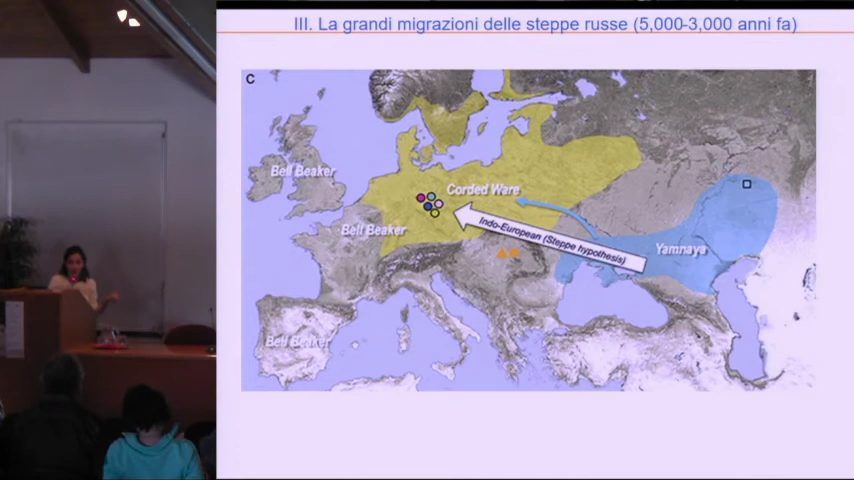 III. La grandi migrazioni delle steppe russe (5,000-3,000 anni fa)
C
Bell Beaker
Corded Ware
Bell Beaker
Indo-European (Steppe hypothesis)
Yamnaya
Bell Beaker